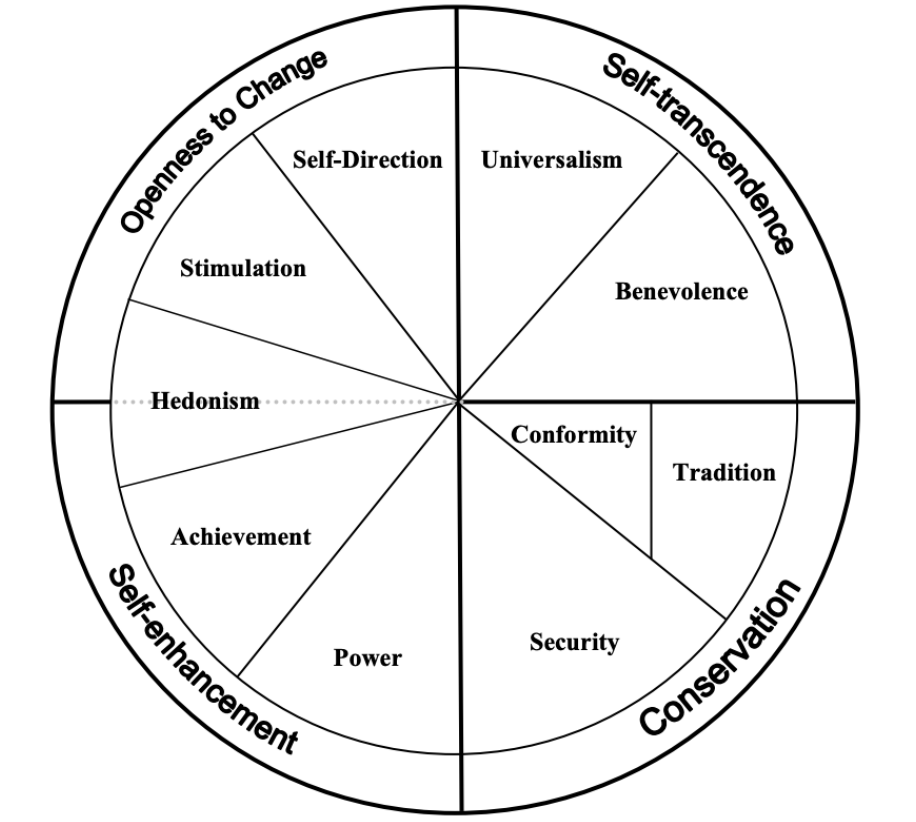 Openness to Change
Self-transcendence
Self-Direction
Universalism
Stimulation
Benevolence
Hedonism
Conformity
Tradition
Achievement
Security
Power
Self-enhancement
Conservation